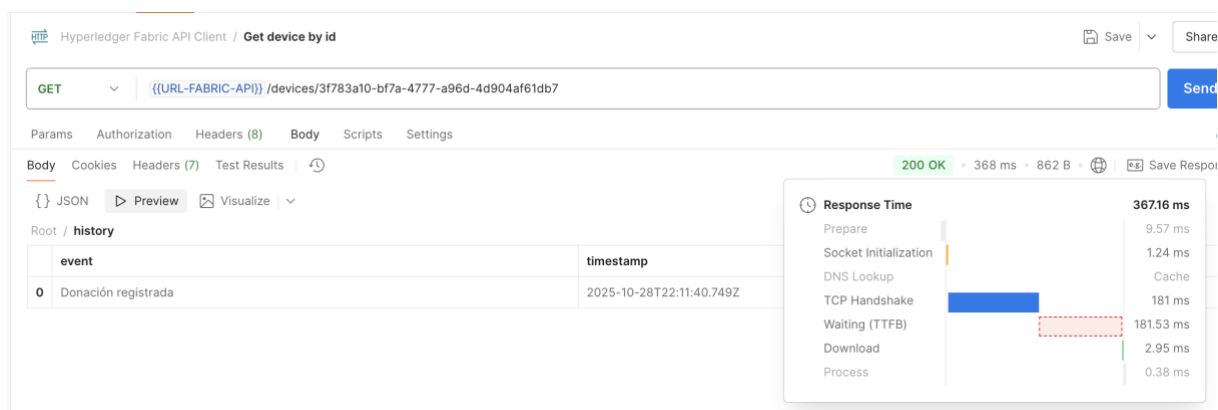 HTTP Hyperledger Fabric API Client / Get device by id Save Share
GET {{URL-FABRIC-API}} /devices/3f783a10-bf7a-4777-a96d-4d904af61db7 Send
Params Authorization Headers (8) Body Scripts Settings
Body Cookies Headers (7) Test Results 200 OK 368 ms 862 B e.g. Save Respon
{} JSON Preview Visualize
Root / history
event timestamp
0 Donación registrada 2025-10-28T22:11:40.749Z
Response Time 367.16 ms
Prepare 9.57 ms
Socket Initialization 1.24 ms
DNS Lookup Cache
TCP Handshake 181 ms
Waiting (TTFB) 181.53 ms
Download 2.95 ms
Process 0.38 ms